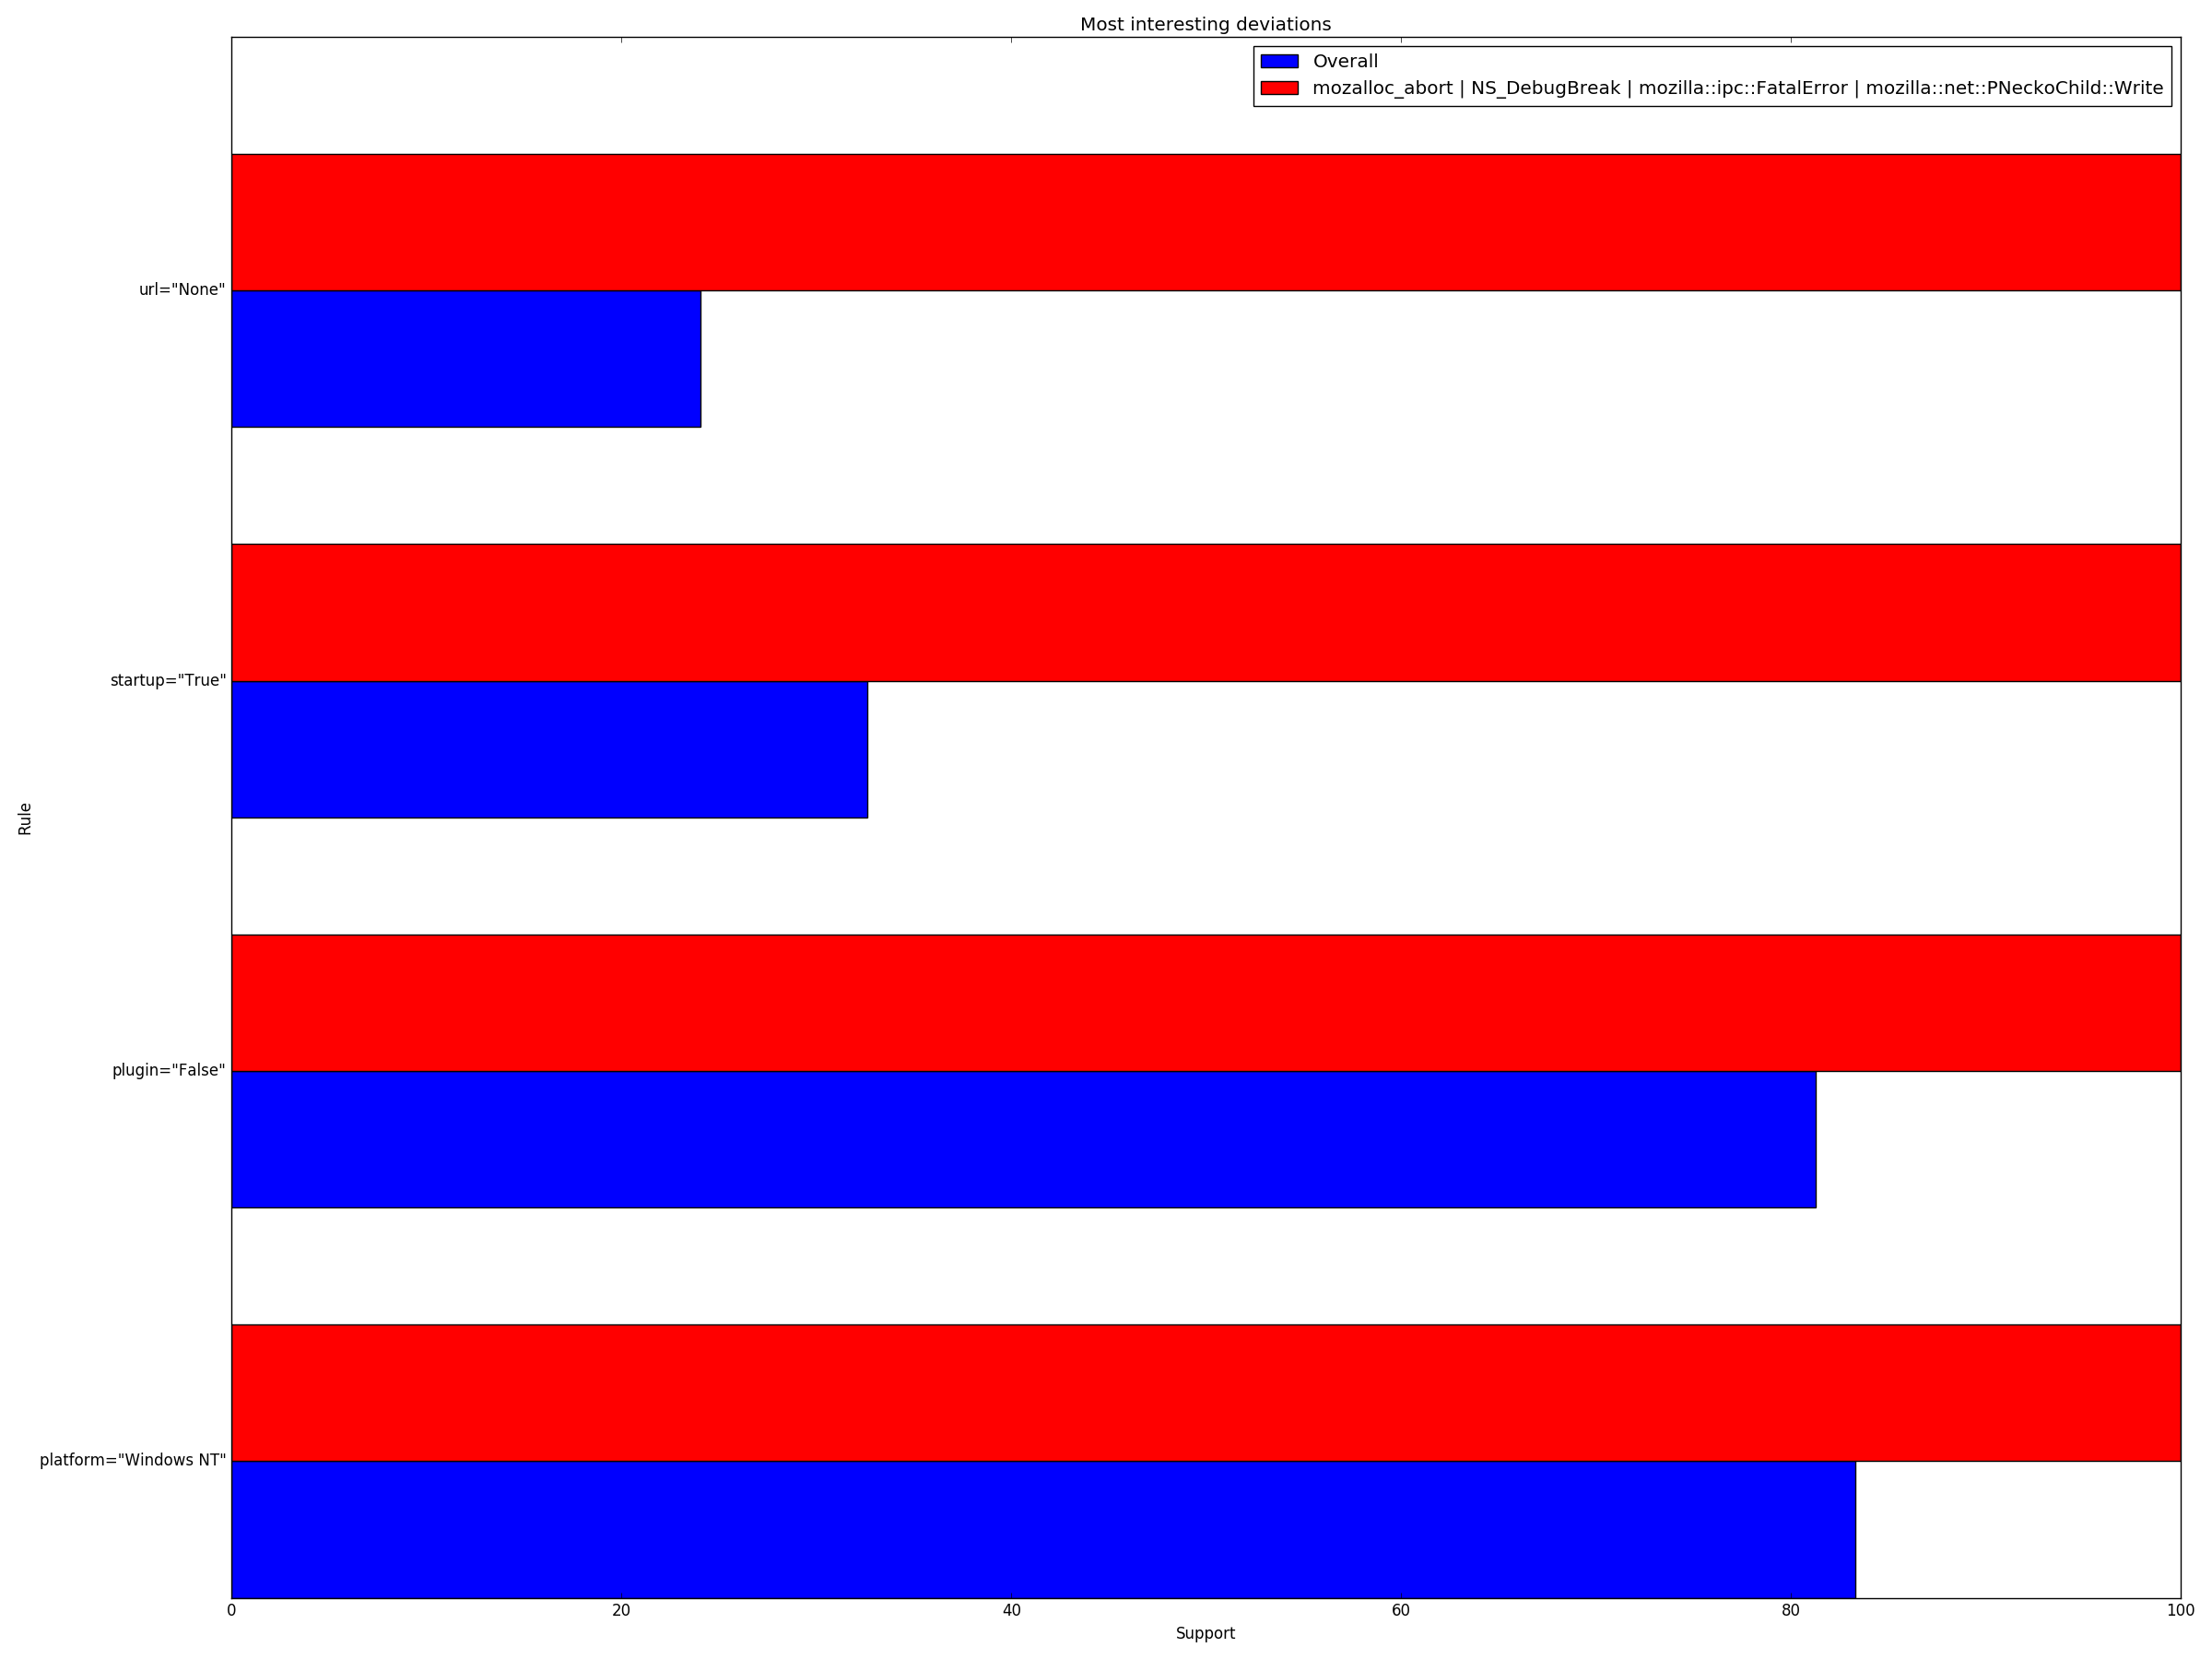 Most interesting deviations
Overall
mozalloc_abort | NS_DebugBreak | mozilla::ipc::FatalError | mozilla::net::PNeckoChild::Write
url="None"
startup="True"
Rule
plugin="False"
platform="Windows NT"
0 20 40 60 80 100
Support